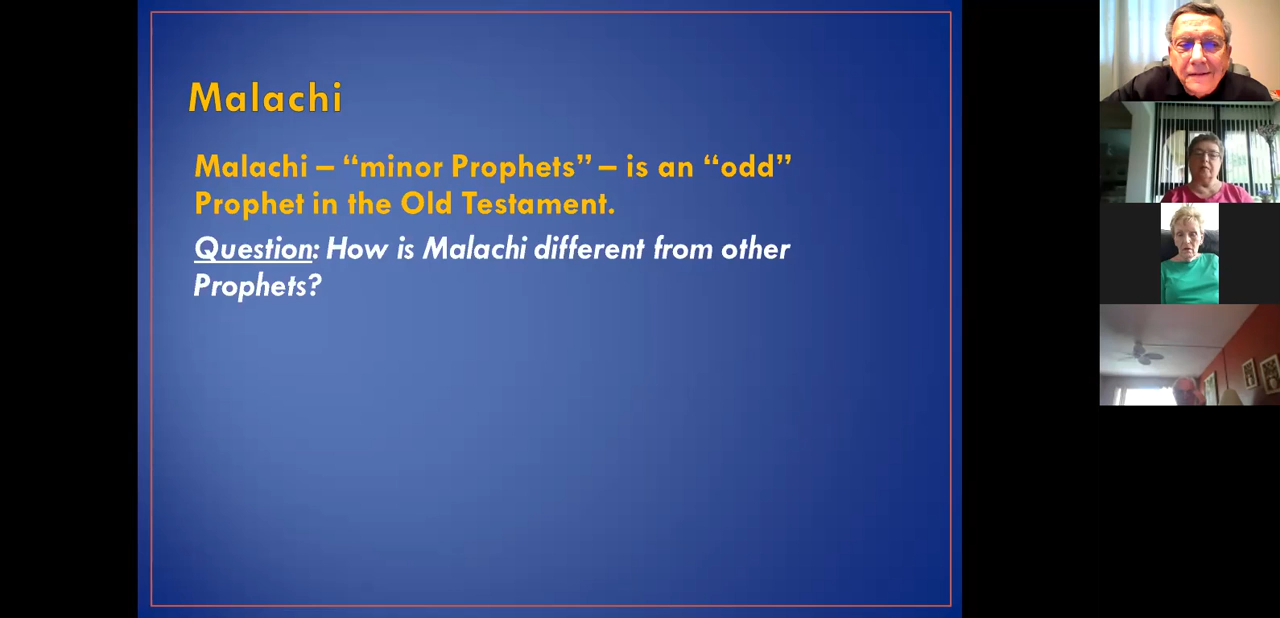 Malachi
Malachi – “minor Prophets” – is an “odd”
Prophet in the Old Testament.
Question: How is Malachi different from other
Prophets?